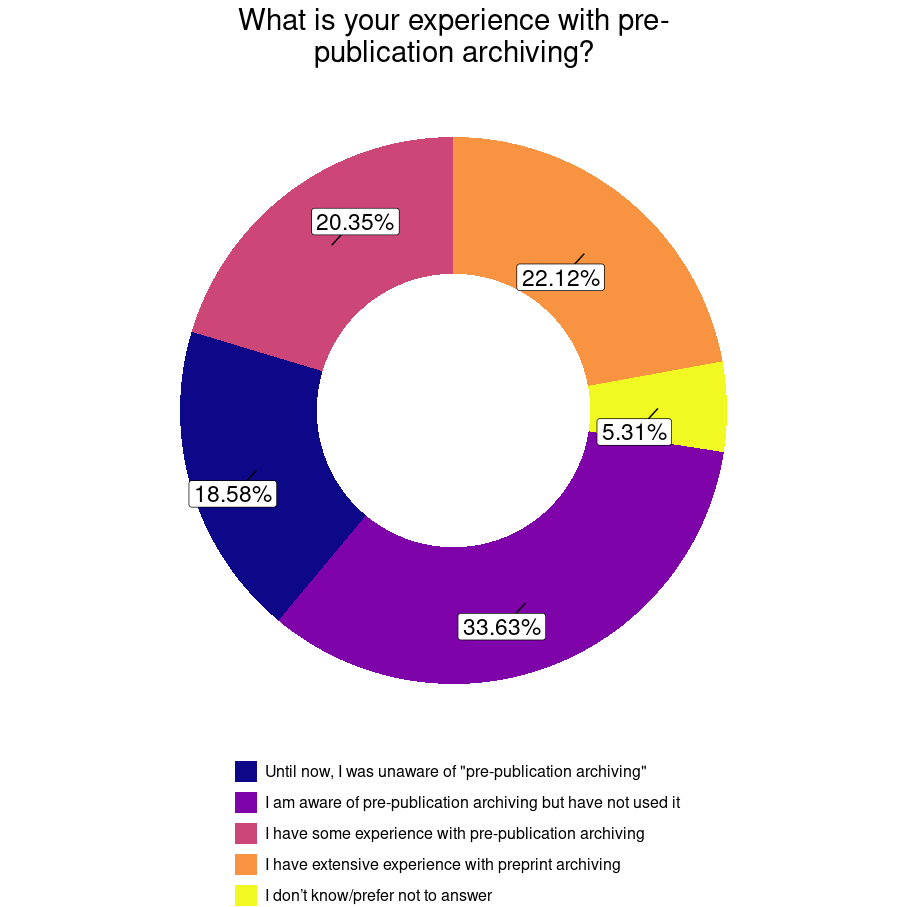 What is your experience with pre-
publication archiving?
20.35%
22.12%
5.31%
18.58%
33.63%
Until now, I was unaware of "pre-publication archiving"
I am aware of pre-publication archiving but have not used it
I have some experience with pre-publication archiving
I have extensive experience with preprint archiving
I don't know/prefer not to answer